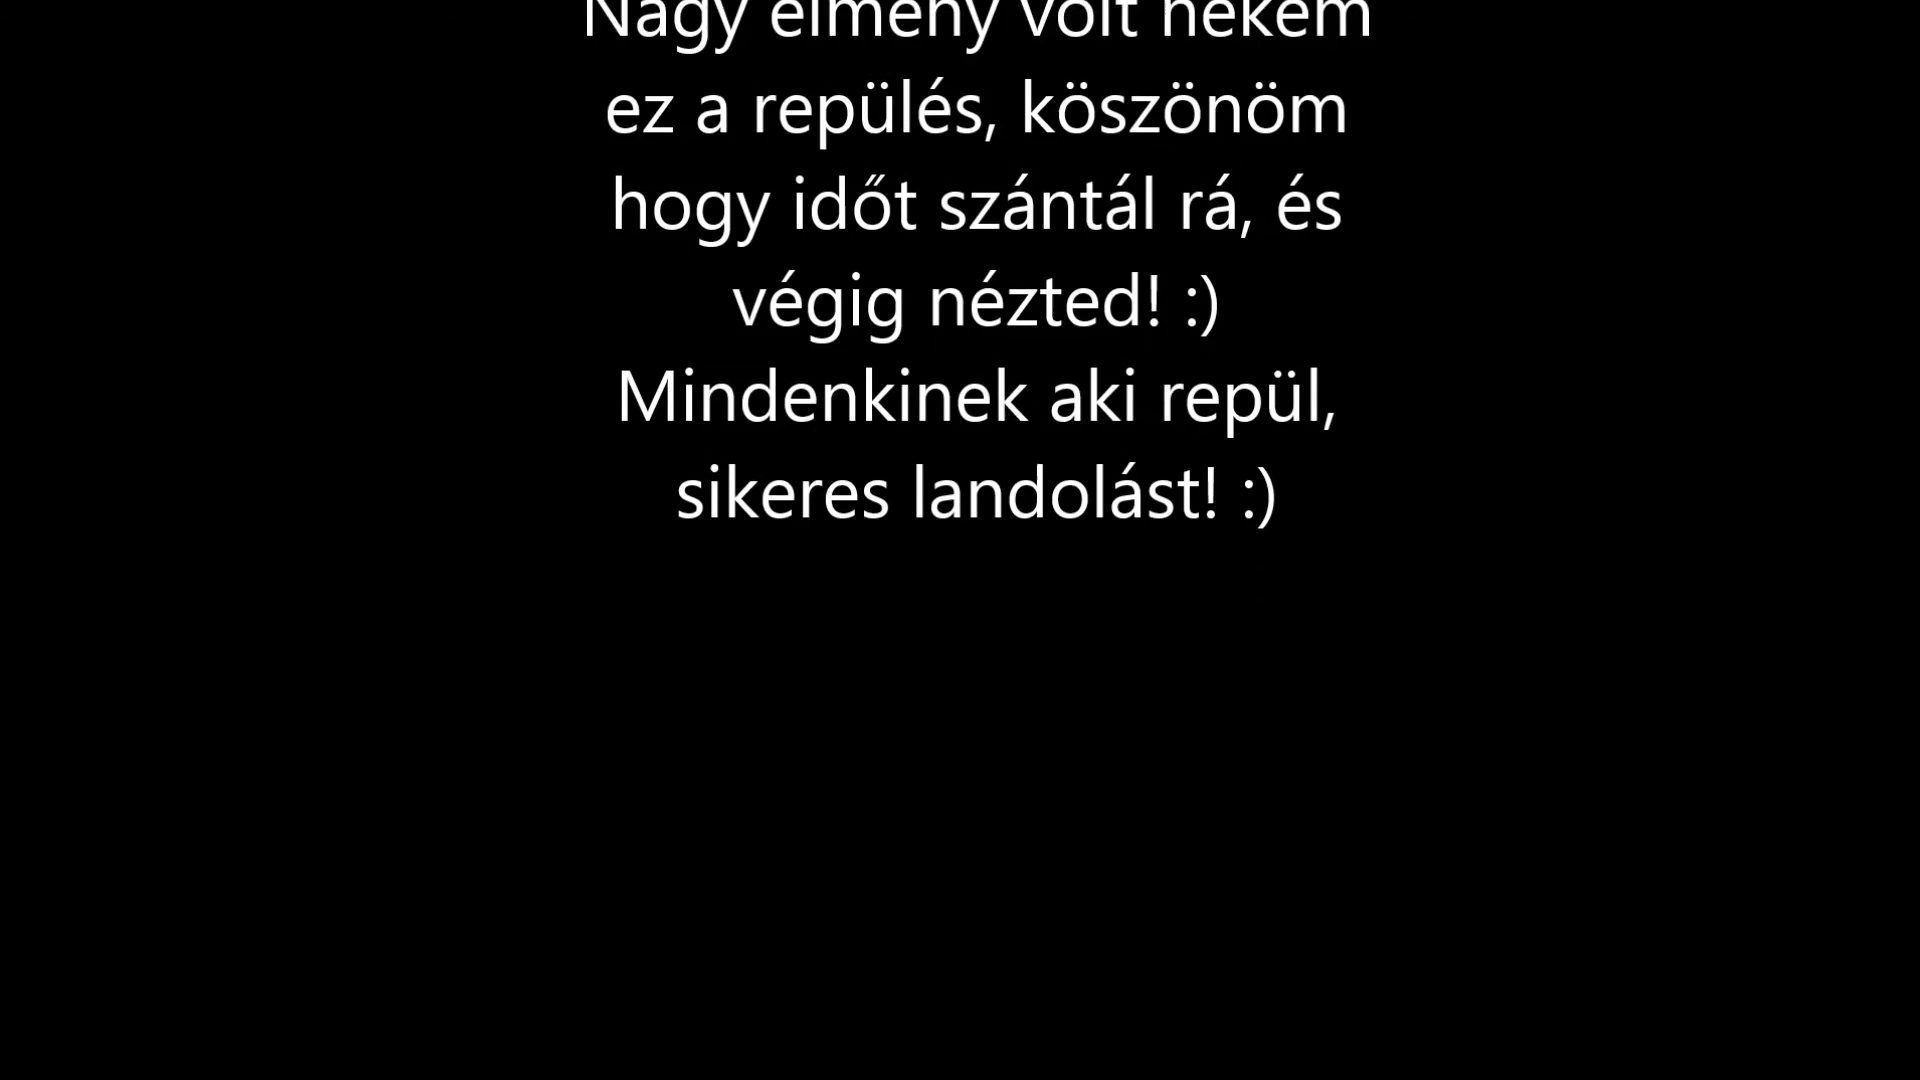 Nagy élmény volt nekem
ez a repülés, köszönöm
hogy időt szántál rá, és
végig nézted! :)
Mindenkinek aki repül,
sikeres landolást! :)